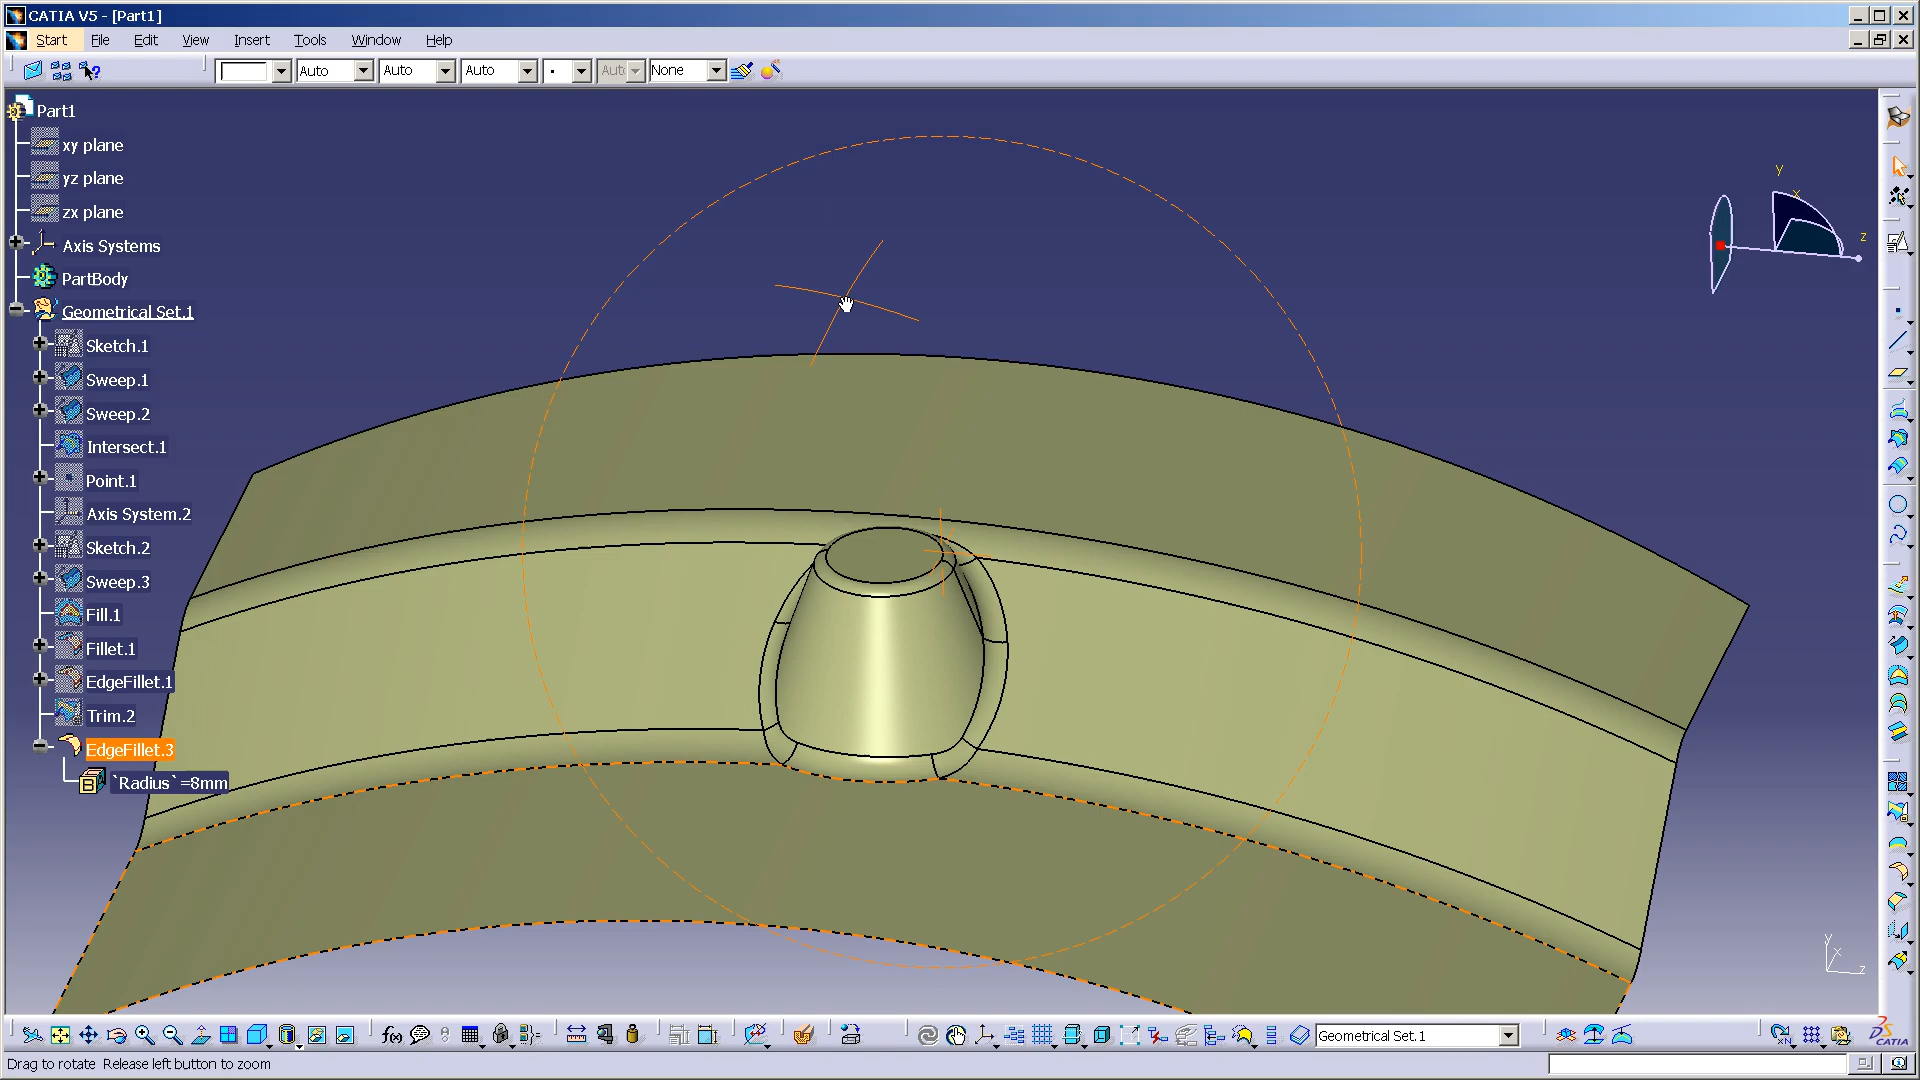 CATIA V5 - [Part1]
Start File Edit View Insert Tools Window Help
Auto Auto Auto Aut None
Part1
xy plane
yz plane
zx plane
Axis Systems
PartBody
Geometrical Set.1
Sketch.1
Sweep.1
Sweep.2
Intersect.1
Point.1
Axis System.2
Sketch.2
Sweep.3
Fill.1
Fillet.1
EdgeFillet.1
Trim.2
EdgeFillet.3
`Radius`=8mm
y
x
z
y
x
z
f(x)
Geometrical Set.1
CATIA
Drag to rotate Release left button to zoom